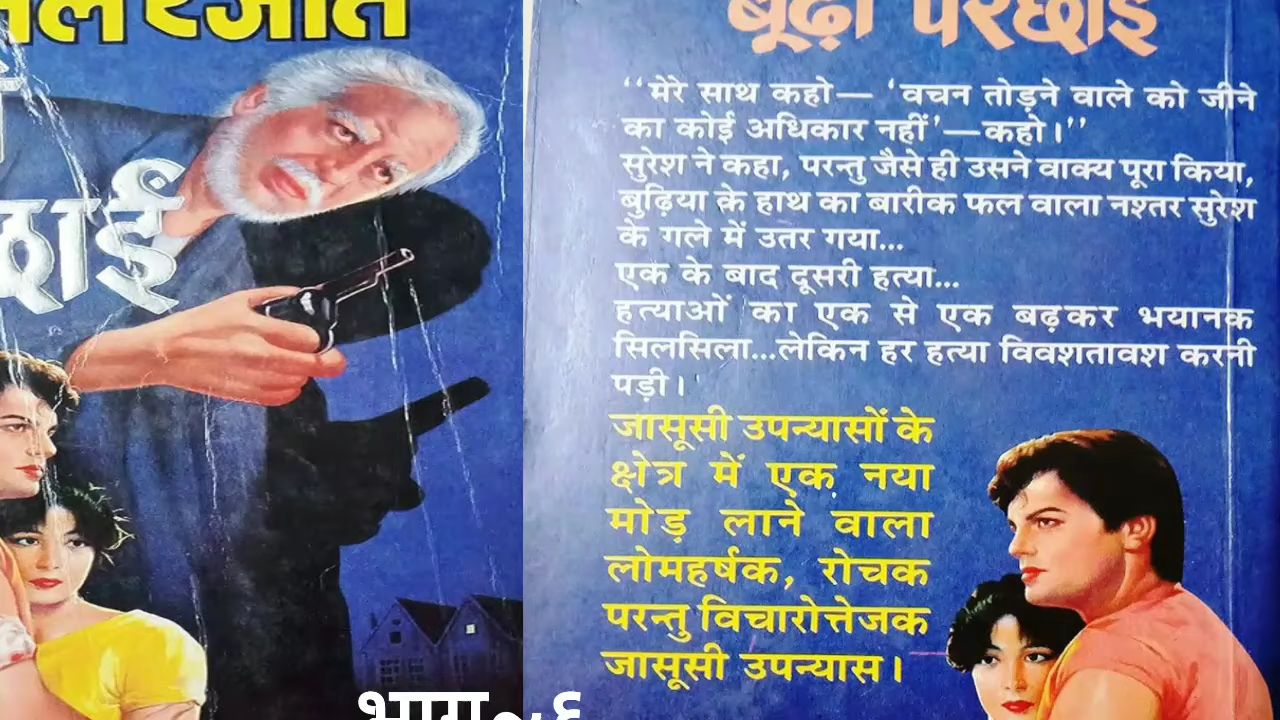 बूढ़ी परछाईं
‘‘मेरे साथ कहो— ‘वचन तोड़ने वाले को जीने
का कोई अधिकार नहीं’—कहो।’’
सुरेश ने कहा, परन्तु जैसे ही उसने वाक्य पूरा किया,
बुढ़िया के हाथ का बारीक फल वाला नश्तर सुरेश
के गले में उतर गया...
एक के बाद दूसरी हत्या...
हत्याओं का एक से एक बढ़कर भयानक
सिलसिला...लेकिन हर हत्या विवशतावश करनी
पड़ी।
जासूसी उपन्यासों के
क्षेत्र में एक नया
मोड़ लाने वाला
लोमहर्षक, रोचक
परन्तु विचारोत्तेजक
जासूसी उपन्यास।
भाग